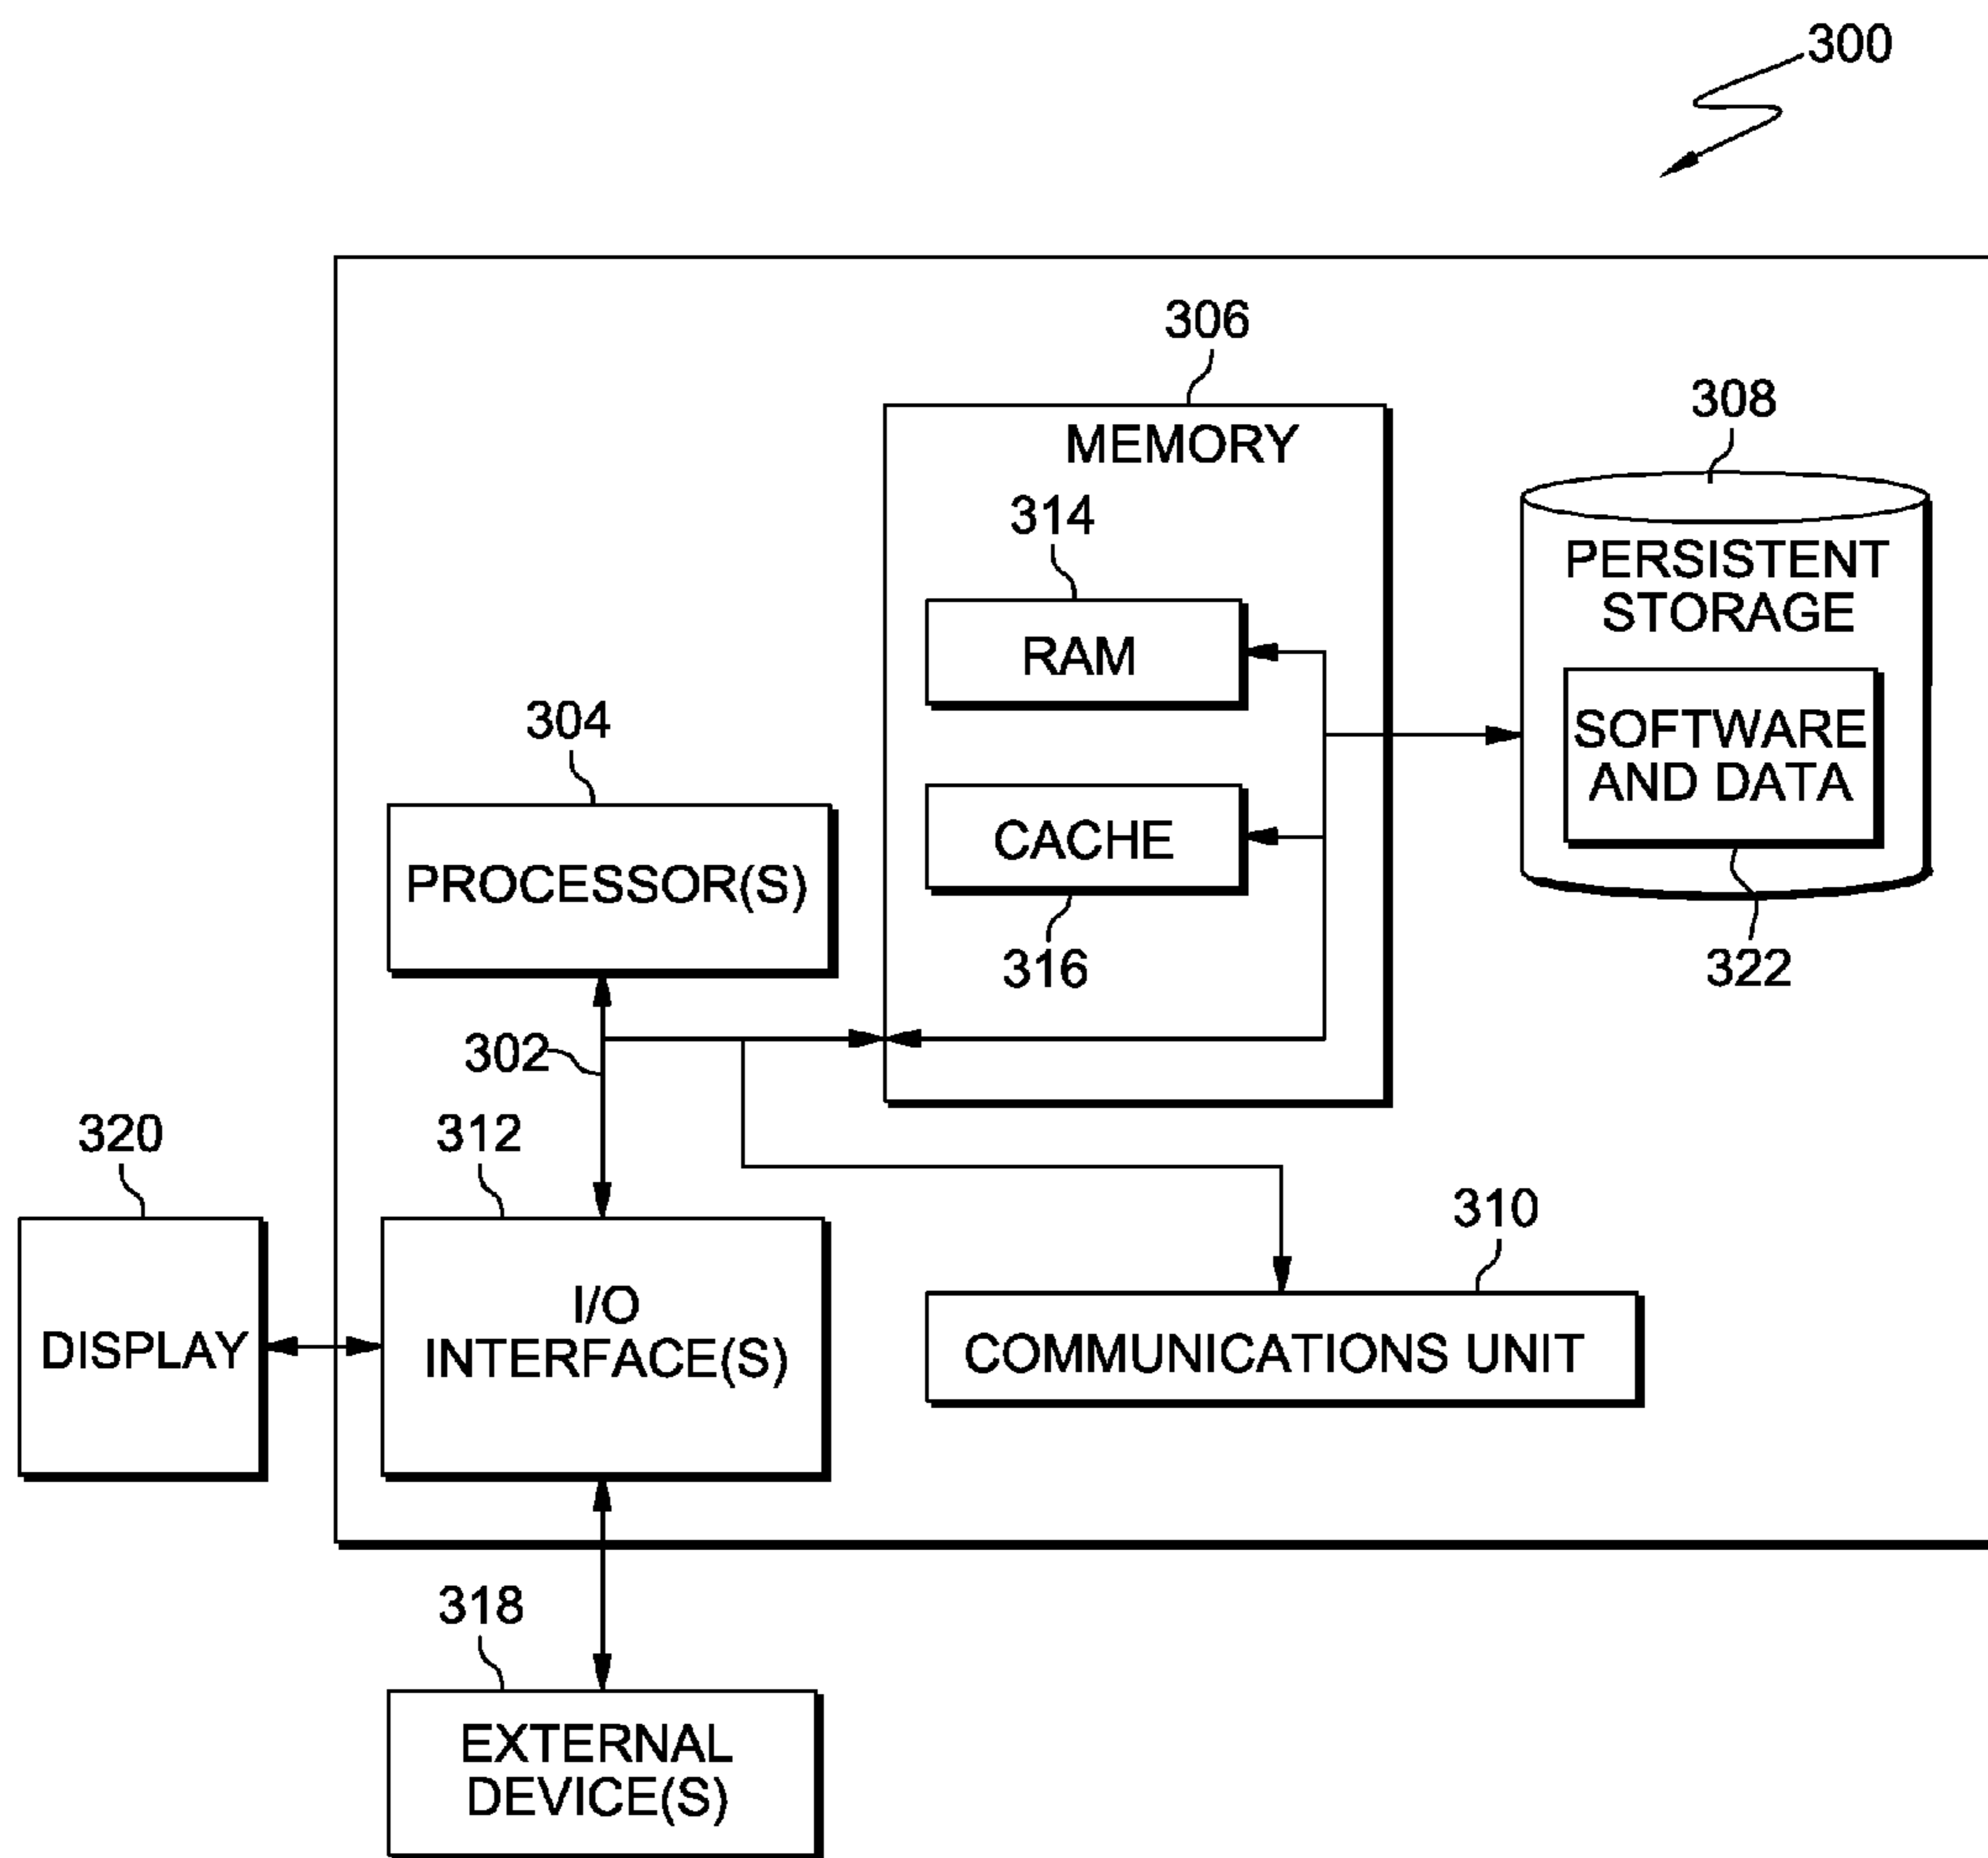 300
306
MEMORY
308
314
PERSISTENT
STORAGE
RAM
304
SOFTWARE
AND DATA
CACHE
PROCESSOR(S)
316
322
302
320
312
310
I/O
INTERFACE(S)
DISPLAY
COMMUNICATIONS UNIT
318
EXTERNAL
DEVICE(S)